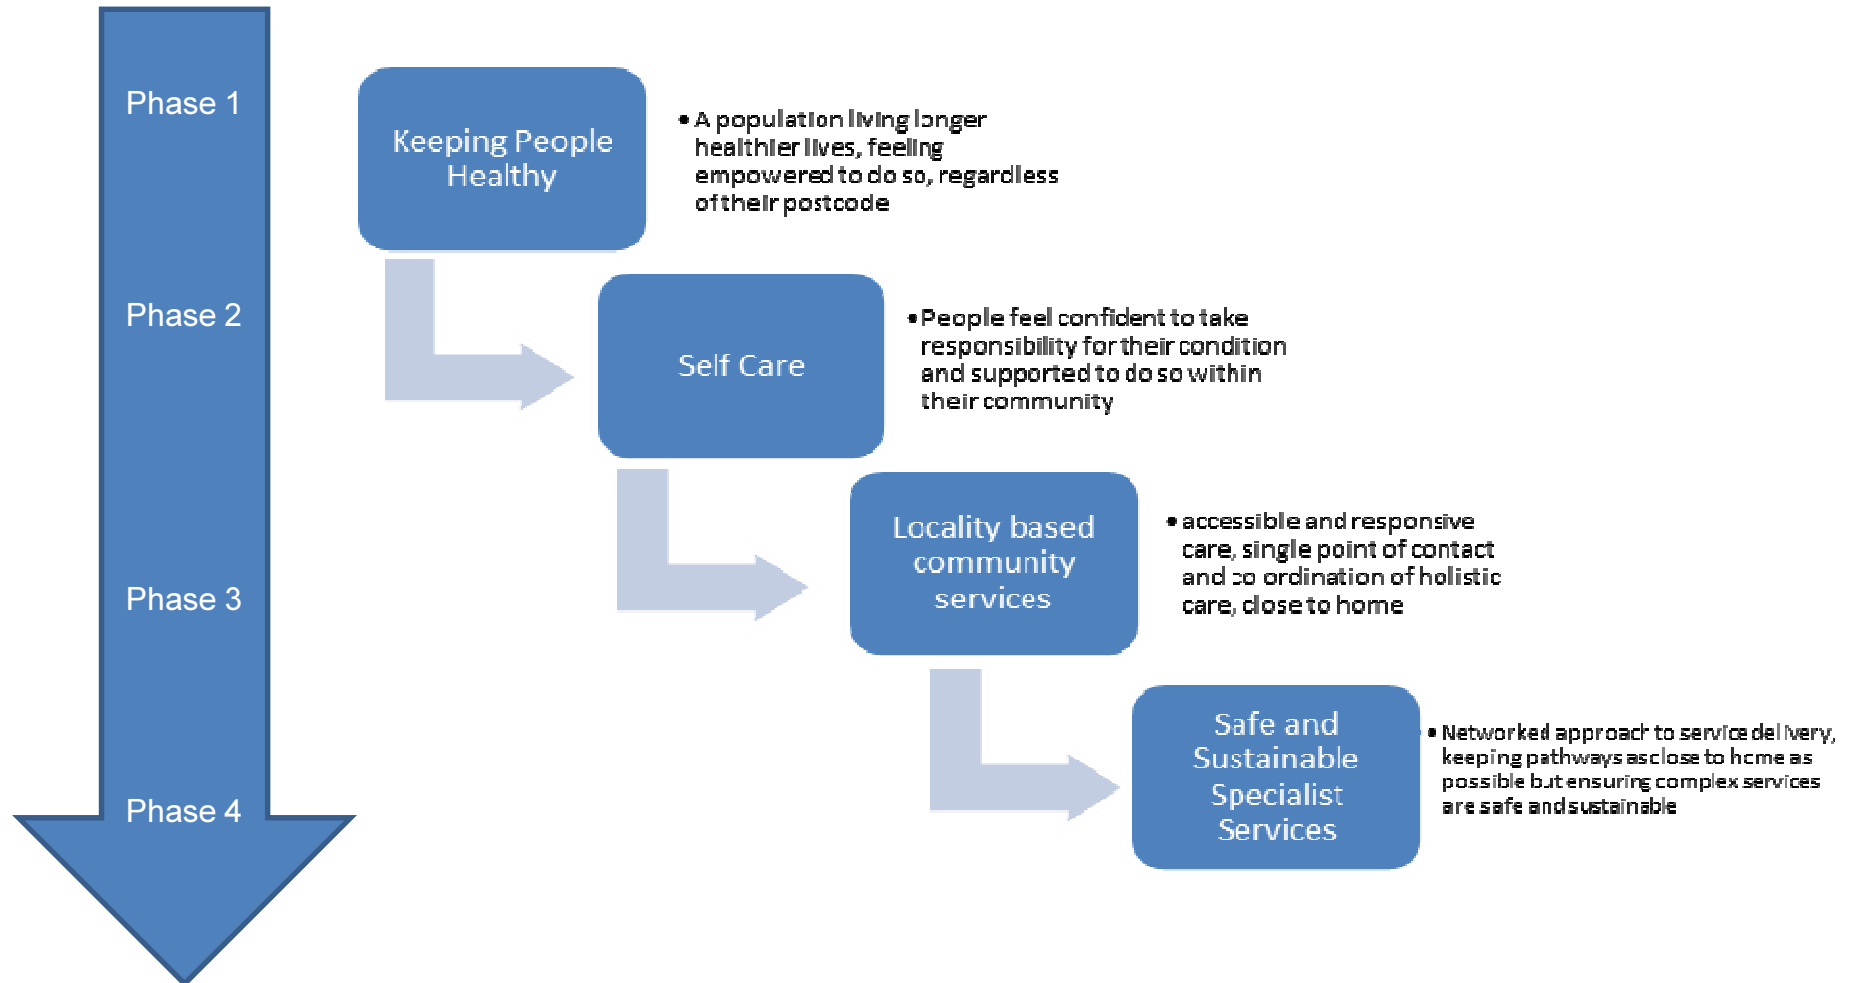 Phase 1
Keeping People
Healthy
• A population living longer
healthier lives, feeling
empowered to do so, regardless
of their postcode
Phase 2
Self Care
• People feel confident to take
responsibility for their condition
and supported to do so within
their community
Phase 3
Locality based
community
services
• accessible and responsive
care, single point of contact
and co ordination of holistic
care, close to home
Phase 4
Safe and
Sustainable
Specialist
Services
• Networked approach to service delivery,
keeping pathways as close to home as
possible but ensuring complex services
are safe and sustainable